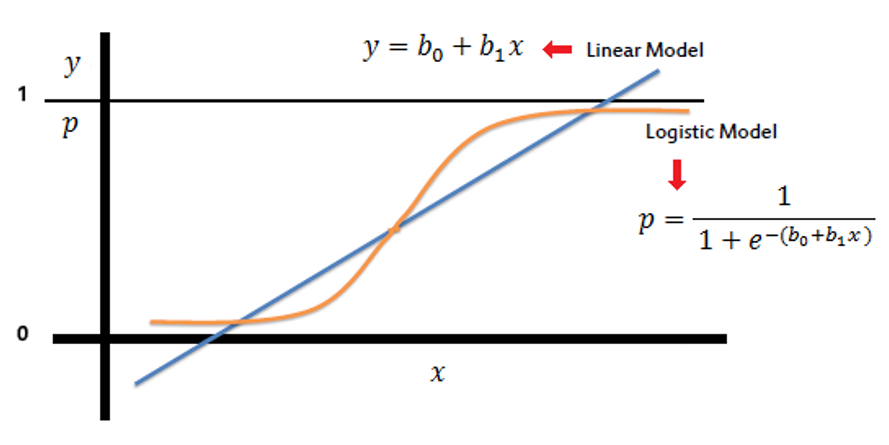 y = b₀ + b₁x
Linear Model
y
1
p
Logistic Model
p = 1 / (1 + e^−(b₀+b₁x))
0
x